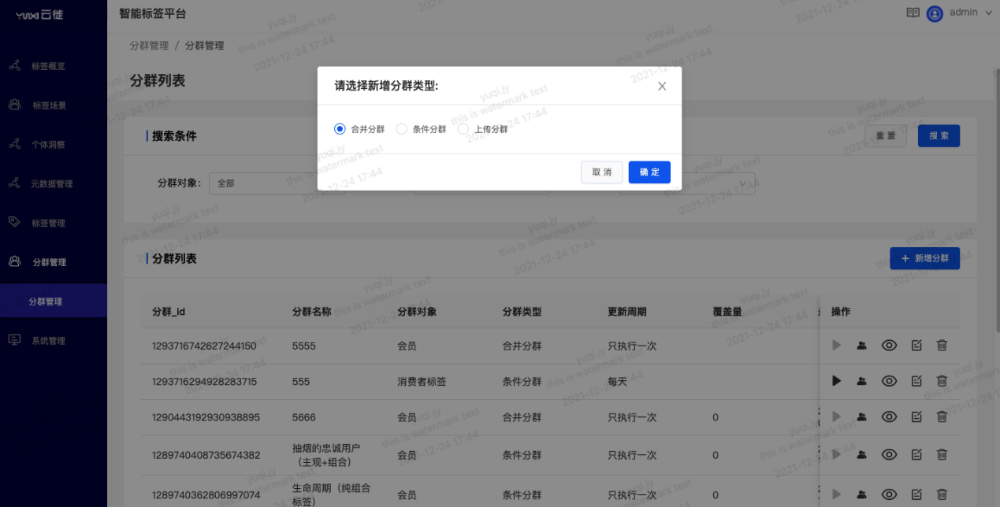 yunxi云徙
智能标签平台
admin
标签概览
标签场景
个体洞察
元数据管理
标签管理
分群管理
分群管理
系统管理
分群管理 / 分群管理
分群列表
请选择新增分群类型:
合并分群 条件分群 上传分群
取 消 确 定
搜索条件
重 置 搜 索
分群对象: 全部
分群列表
+ 新增分群
分群_id 分群名称 分群对象 分群类型 更新周期 覆盖量 操作
1293716742627244150 5555 会员 合并分群 只执行一次
1293716294928283715 555 消费者标签 条件分群 每天
1290443192930938895 5666 会员 合并分群 只执行一次 0
1289740408735674382 抽烟的忠诚用户（主观+组合） 会员 条件分群 只执行一次 0
1289740362806997074 生命周期（纯组合标签） 会员 条件分群 只执行一次 0
yuqi.jy
this is watermark text
2021-12-24 17:44